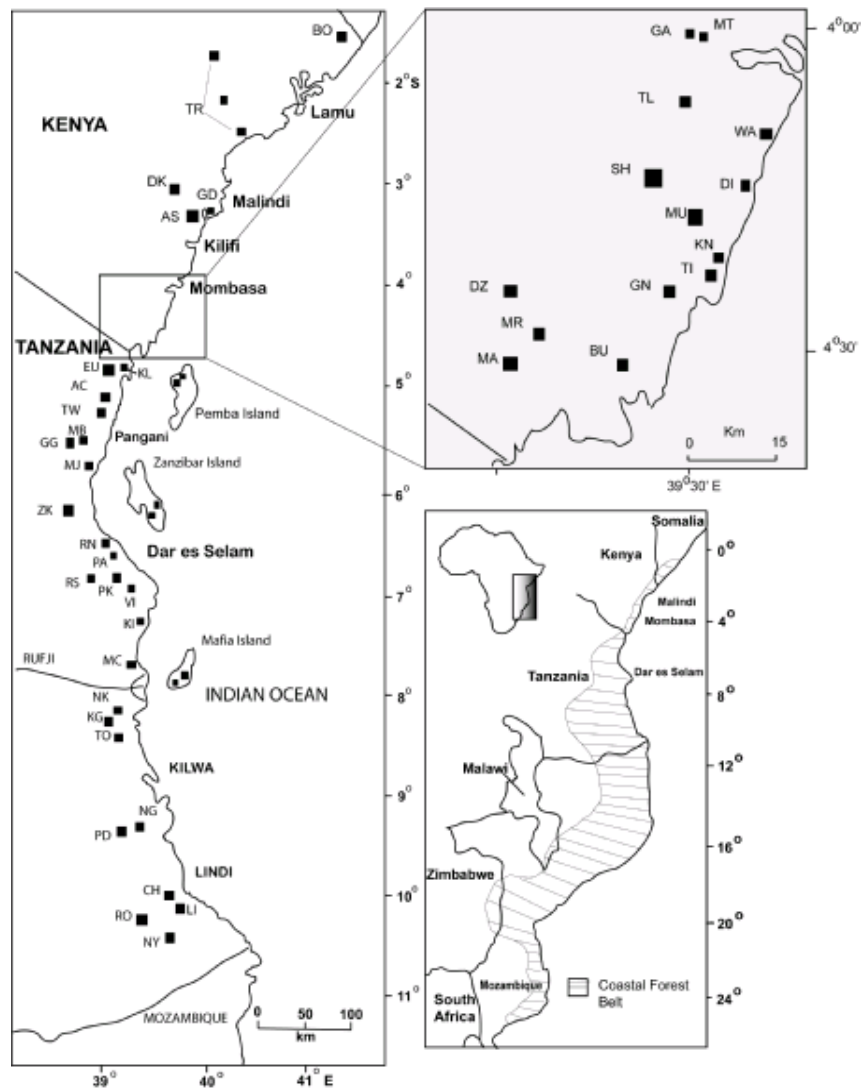 BO
2°S
TR
Lamu
KENYA
DK
GD
3°
Malindi
AS
Kilifi
4°
Mombasa
TANZANIA
EU
KL
AC
5°
TW
Pemba Island
MB
GG
Pangani
MJ
Zanzibar Island
6°
ZK
RN
Dar es Selam
PA
RS
PK
VI
7°
KI
Mafia Island
RUFJI
MC
INDIAN OCEAN
NK
8°
KG
TO
KILWA
9°
NG
PD
LINDI
CH
10°
LI
RO
NY
11°
MOZAMBIQUE
0 50 100
km
39° 40° 41° E
GA MT 4°00'
TL
WA
SH
DI
MU
KN
TI
DZ
GN
MR
4°30'
MA
BU
Km
0 15
39°30' E
Somalia
0°
Kenya
Malindi
Mombasa
4°
Tanzania
Dar es Selam
8°
12°
Malawi
16°
Zimbabwe
20°
Mozambique
Coastal Forest
Belt
South
Africa
24°